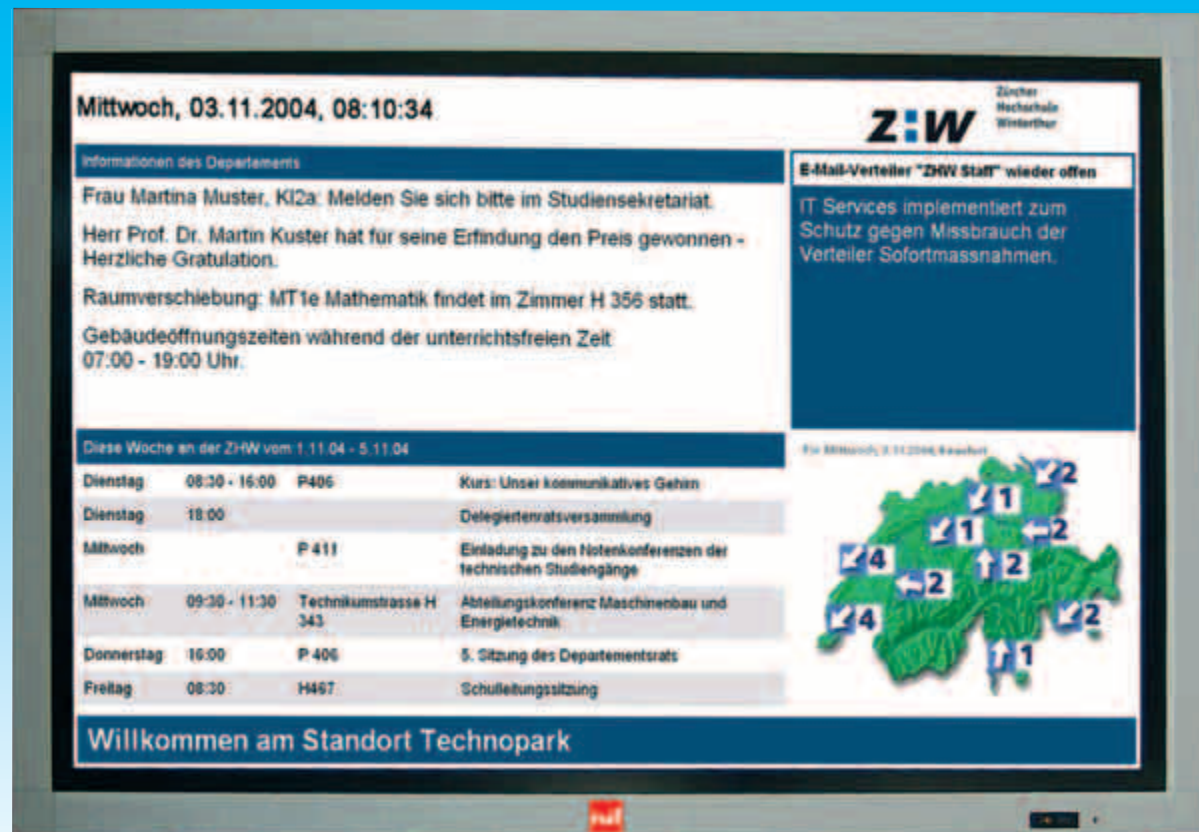 Mittwoch, 03.11.2004, 08:10:34
Z:W
Zürcher
Hochschule
Winterthur
Informationen des Departements
Frau Martina Muster, KI2a: Melden Sie sich bitte im Studiensekretariat.
Herr Prof. Dr. Martin Kuster hat für seine Erfindung den Preis gewonnen -
Herzliche Gratulation.
Raumverschiebung: MT1e Mathematik findet im Zimmer H 356 statt.
Gebäudeöffnungszeiten während der unterrichtsfreien Zeit
07:00 - 19:00 Uhr.
E-Mail-Verteiler "ZHW Staff" wieder offen
IT Services implementiert zum
Schutz gegen Missbrauch der
Verteiler Sofortmassnahmen.
Diese Woche an der ZHW vom 1.11.04 - 5.11.04
Dienstag 08:30 - 16:00 P406 Kurs: Unser kommunikatives Gehirn
Dienstag 18:00 Delegiertenratsversammlung
Mittwoch P 411 Einladung zu den Notenkonferenzen der
technischen Studiengänge
Mittwoch 09:30 - 11:30 Technikumstrasse H Abteilungskonferenz Maschinenbau und
343 Energietechnik
Donnerstag 16:00 P 406 5. Sitzung des Departementsrats
Freitag 08:30 H467 Schulleitungssitzung
Für Mittwoch, 3.11.2004, Beaufort
2
1
1 2
4 2
2
4 2
1
Willkommen am Standort Technopark
ruf